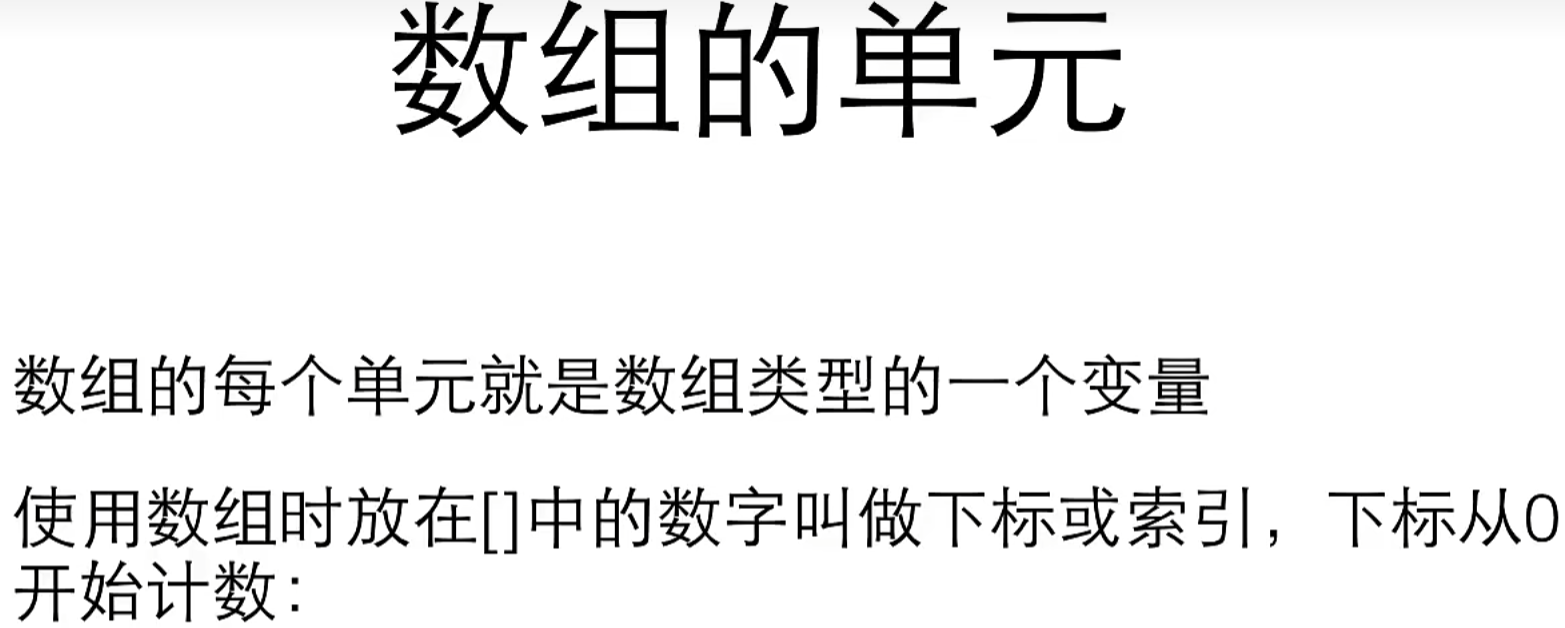 数组的单元
数组的每个单元就是数组类型的一个变量
使用数组时放在[]中的数字叫做下标或索引，下标从0
开始计数：